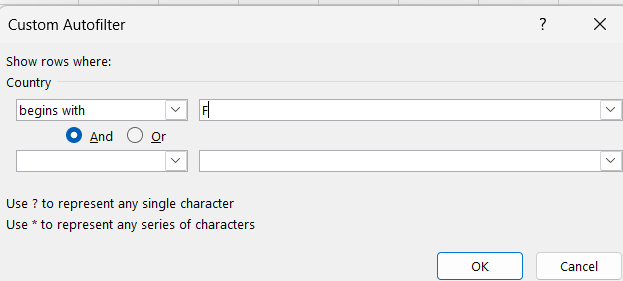 Custom Autofilter ?
Show rows where:
Country
begins with F
And Or
Use ? to represent any single character
Use * to represent any series of characters
OK Cancel